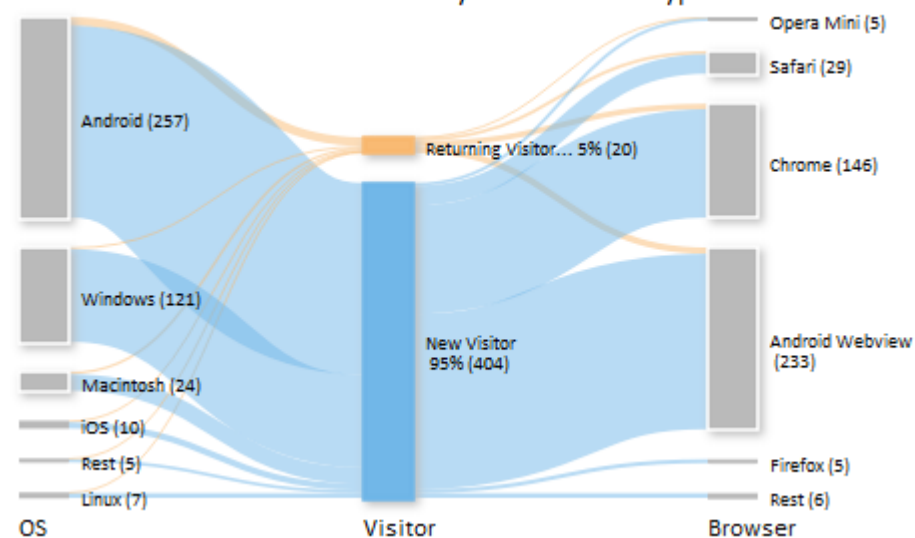 Opera Mini (5)
Safari (29)
Android (257)
Returning Visitor... 5% (20)
Chrome (146)
Windows (121)
New Visitor
95% (404)
Android Webview
(233)
Macintosh (24)
iOS (10)
Rest (5)
Firefox (5)
Linux (7)
Rest (6)
OS
Visitor
Browser